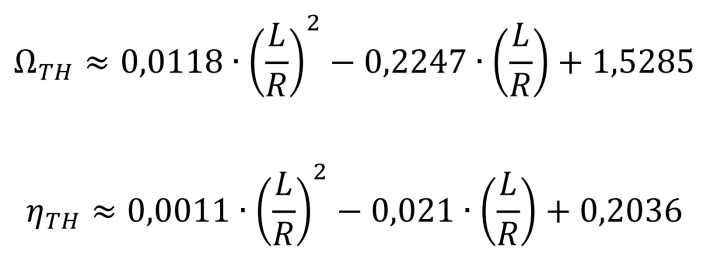 Ω_TH ≈ 0,0118 · (L/R)² − 0,2247 · (L/R) + 1,5285
η_TH ≈ 0,0011 · (L/R)² − 0,021 · (L/R) + 0,2036